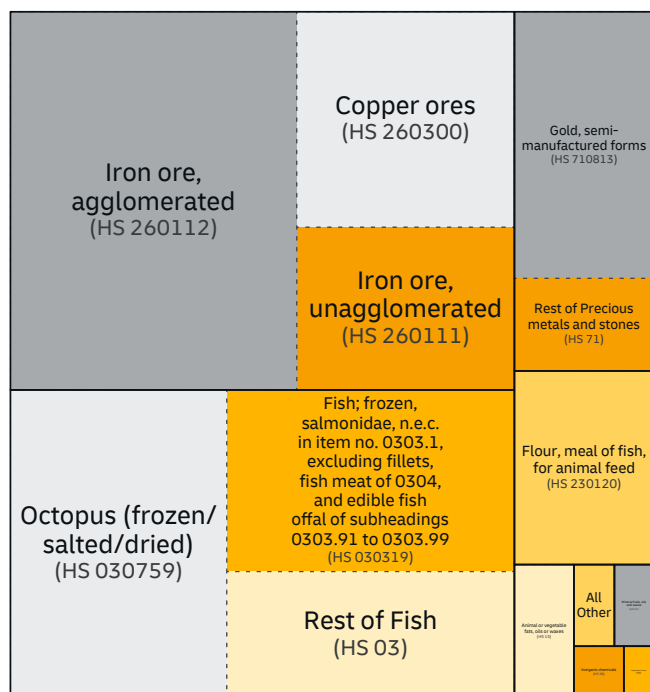 Iron ore,
agglomerated
(HS 260112)
Copper ores
(HS 260300)
Iron ore,
unagglomerated
(HS 260111)
Gold, semi-
manufactured forms
(HS 710813)
Rest of Precious
metals and stones
(HS 71)
Octopus (frozen/
salted/dried)
(HS 030759)
Fish; frozen,
salmonidae, n.e.c.
in item no. 0303.1,
excluding fillets,
fish meat of 0304,
and edible fish
offal of subheadings
0303.91 to 0303.99
(HS 030319)
Rest of Fish
(HS 03)
Flour, meal of fish,
for animal feed
(HS 230120)
Animal or vegetable
fats, oils or waxes
(HS 15)
All
Other
Inorganic chemicals